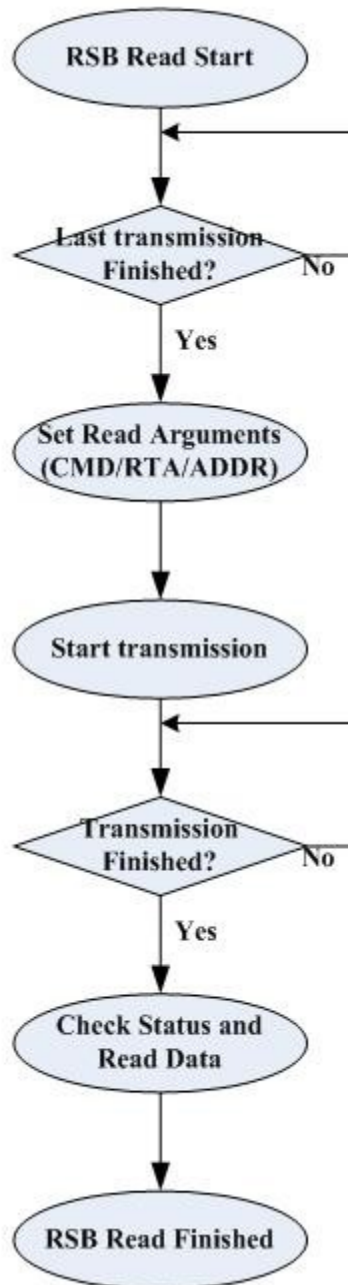 RSB Read Start
Last transmission
Finished?
No
Yes
Set Read Arguments
(CMD/RTA/ADDR)
Start transmission
Transmission
Finished?
No
Yes
Check Status and
Read Data
RSB Read Finished